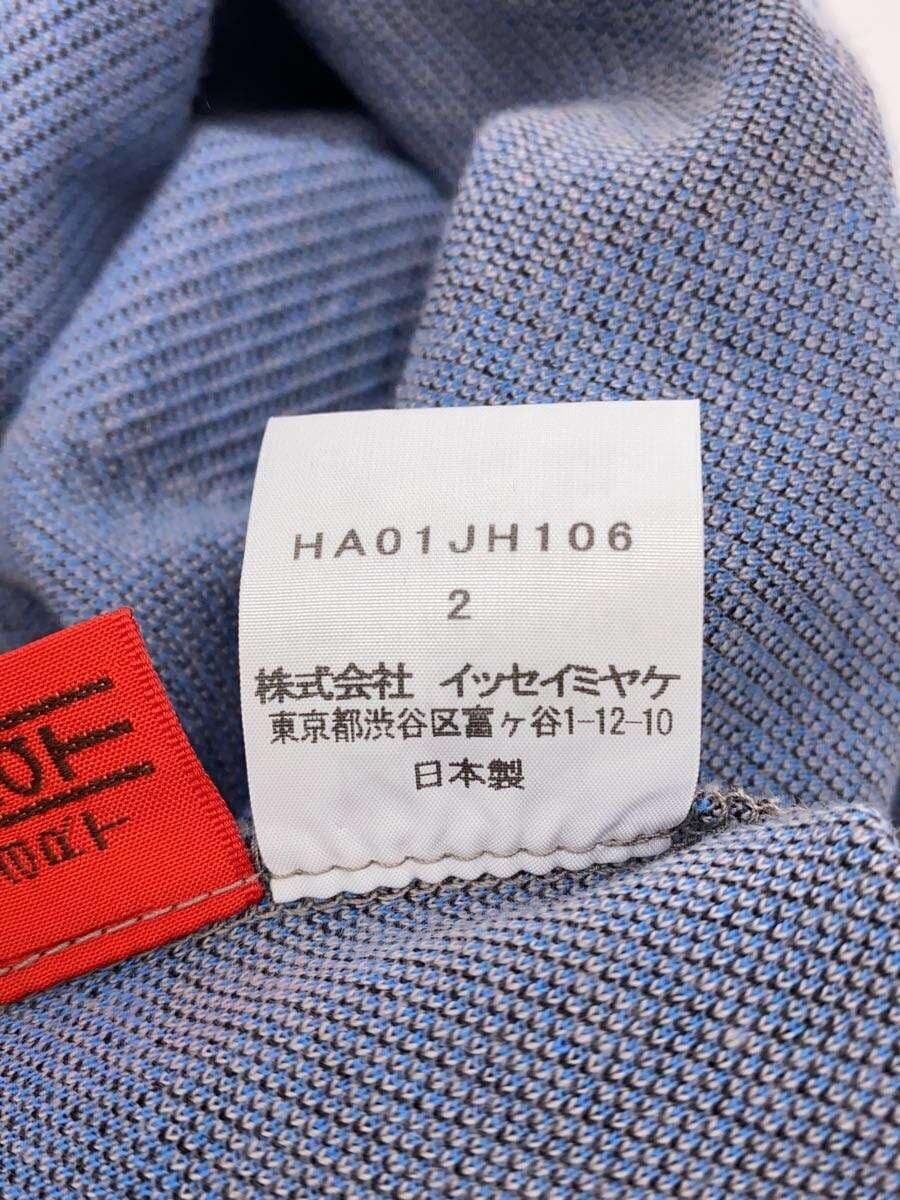 HA01JH106
2
株式会社 イッセイミヤケ
東京都渋谷区富ヶ谷1-12-10
日本製